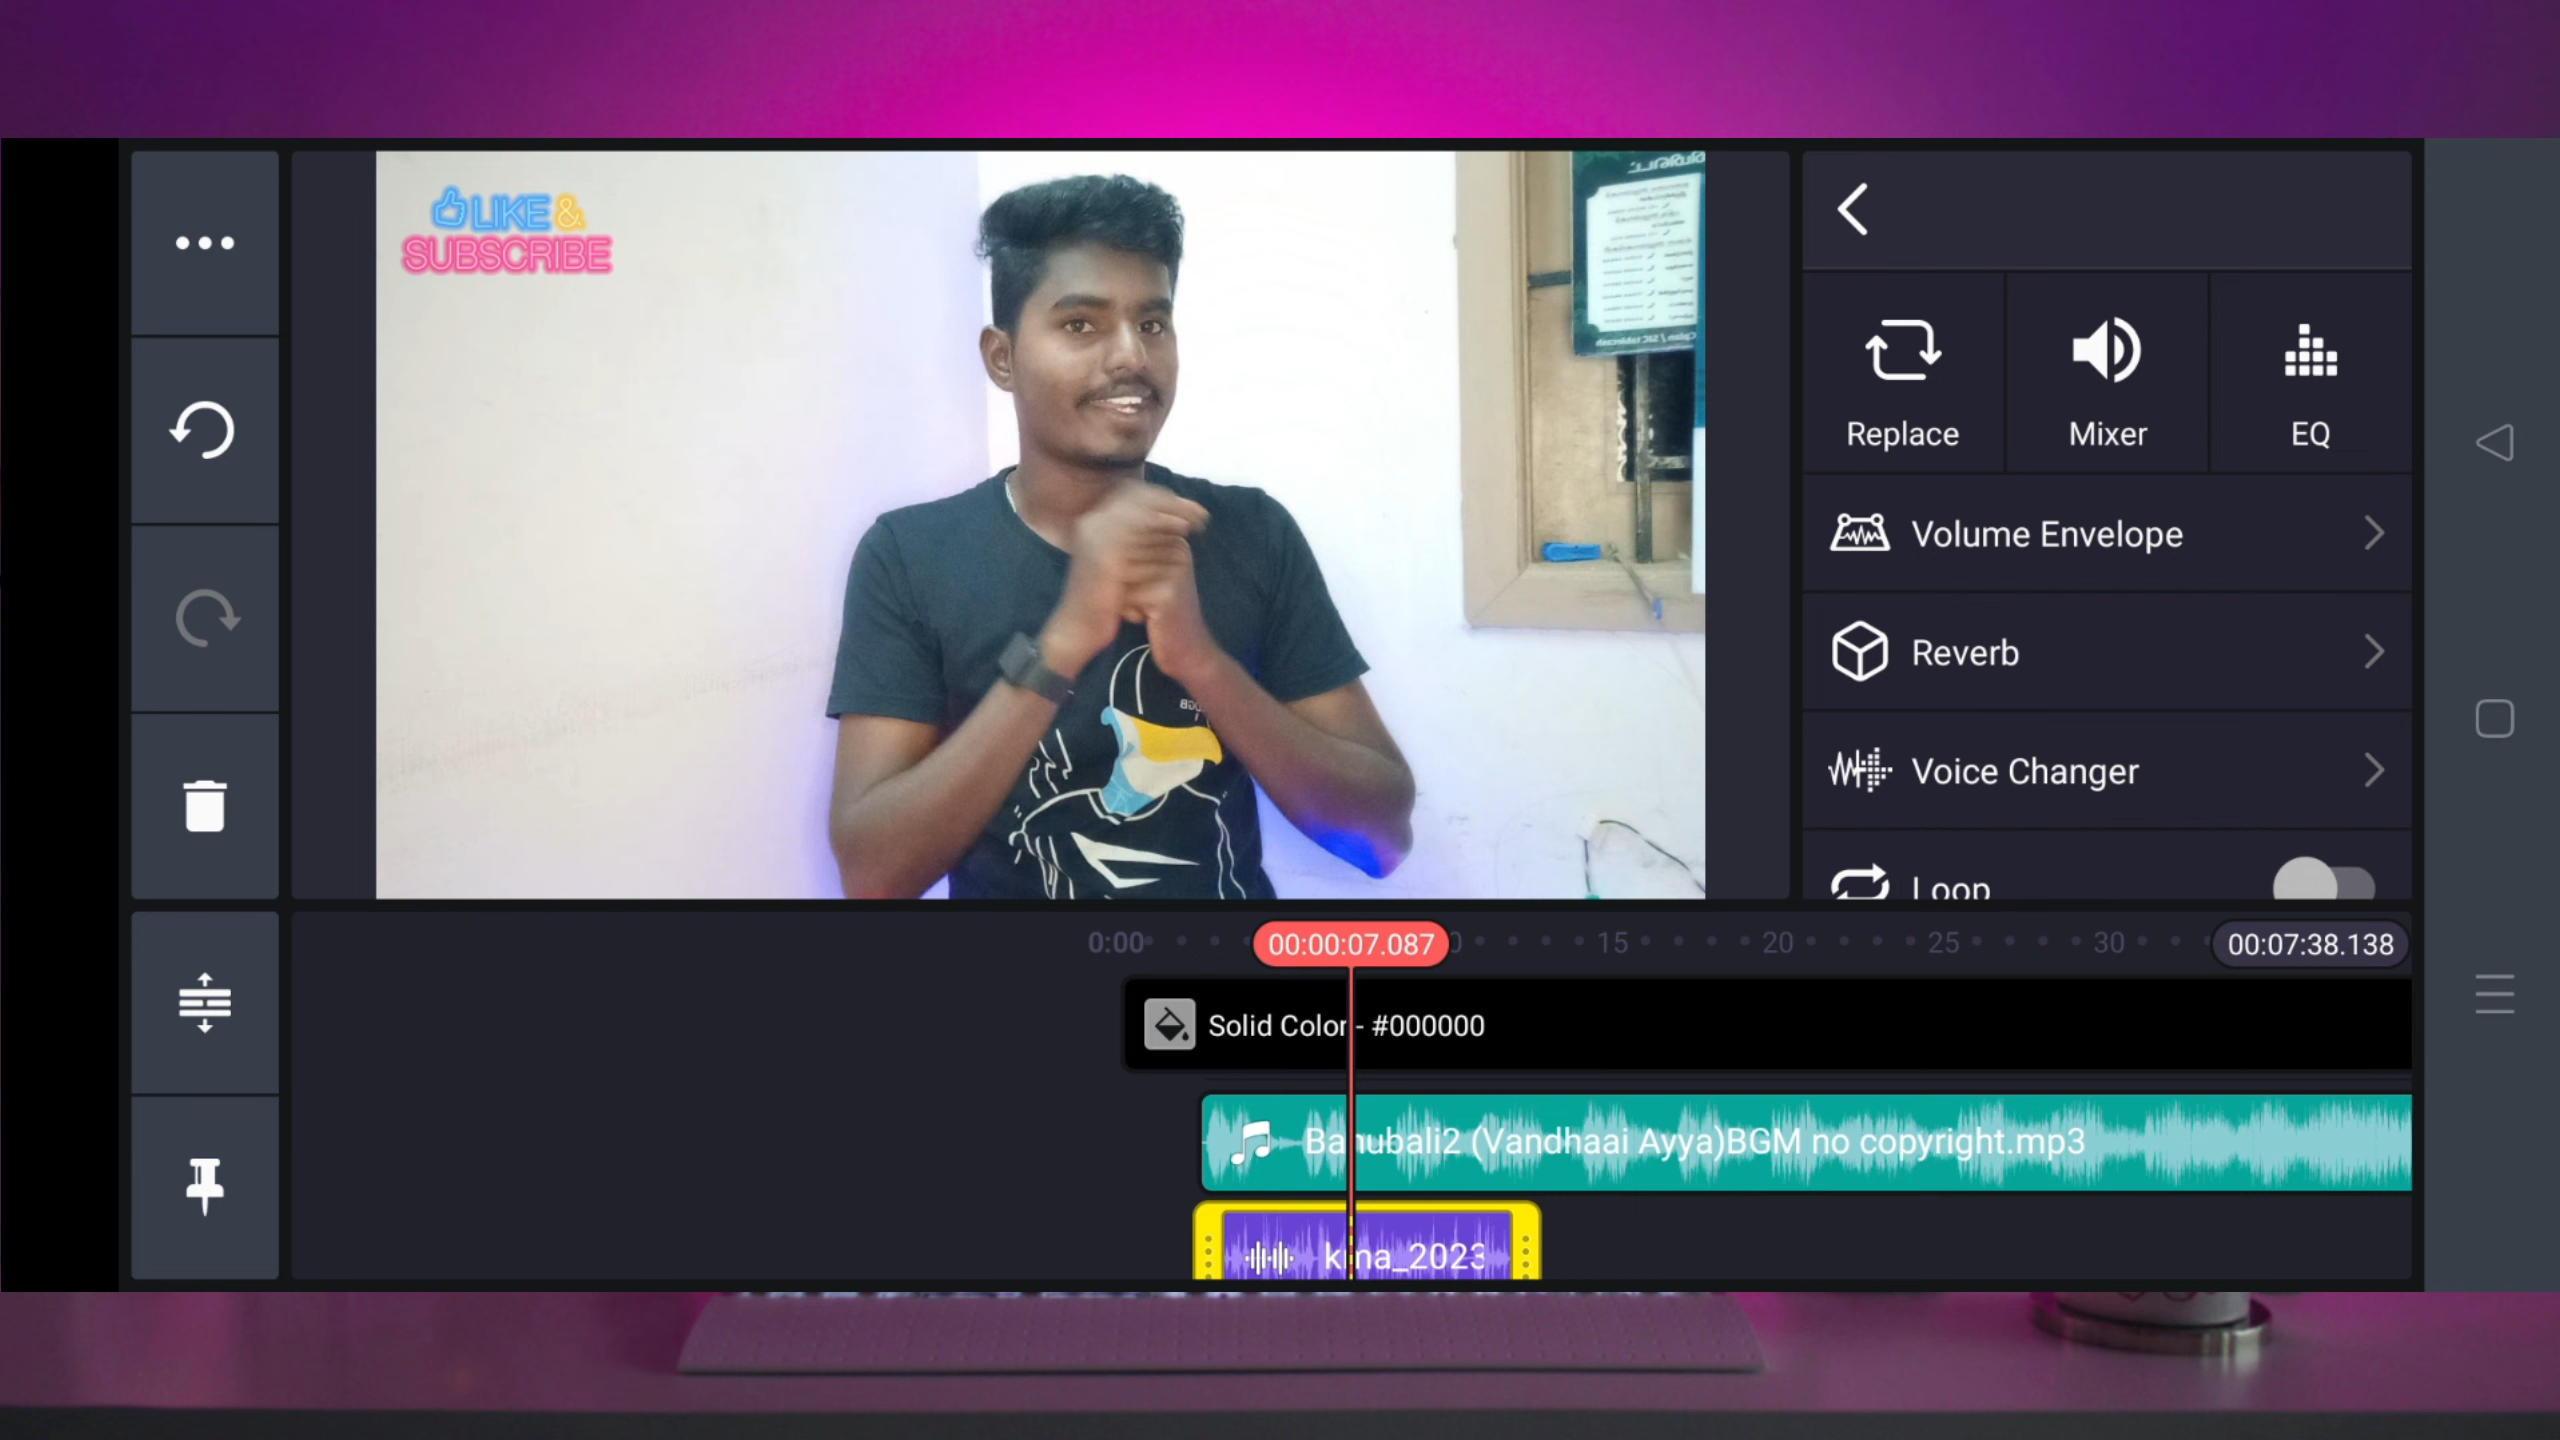 LIKE &
SUBSCRIBE
Replace
Mixer
EQ
Volume Envelope
Reverb
Voice Changer
Loop
0:00
00:00:07.087
15
20
25
30
00:07:38.138
Solid Color - #000000
Bahubali2 (Vandhaai Ayya)BGM no copyright.mp3
kma_2023